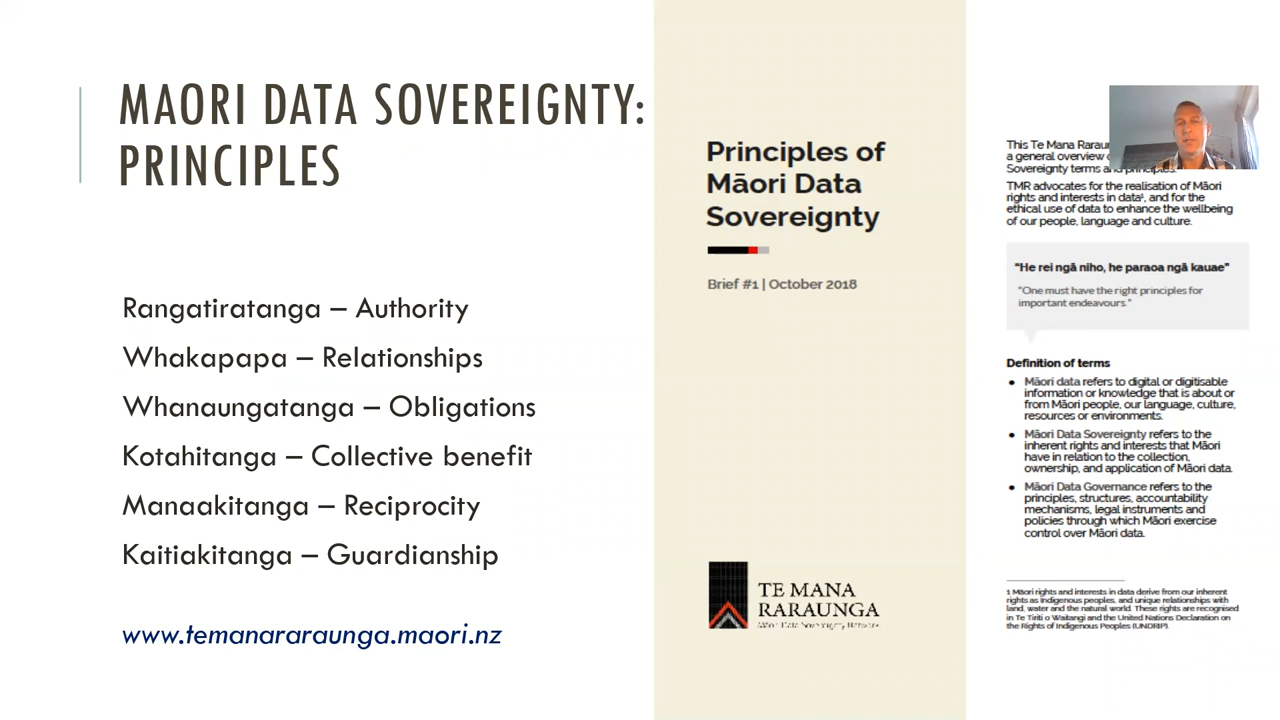 MAORI DATA SOVEREIGNTY:
PRINCIPLES
Rangatiratanga – Authority
Whakapapa – Relationships
Whanaungatanga – Obligations
Kotahitanga – Collective benefit
Manaakitanga – Reciprocity
Kaitiakitanga – Guardianship
www.temanararaunga.maori.nz
Principles of
Māori Data
Sovereignty
Brief #1 | October 2018
TE MANA
RARAUNGA
Māori Data Sovereignty Network
This Te Mana
a general overview
Sovereignty terms and principles.
TMR advocates for the realisation of Māori
rights and interests in data¹, and for the
ethical use of data to enhance the wellbeing
of our people, language and culture.
“He rei ngā niho, he paraoa ngā kauae”
“One must have the right principles for
important endeavours.”
Definition of terms
• Māori data refers to digital or digitisable
information or knowledge that is about or
from Māori people, our language, culture,
resources or environments.
• Māori Data Sovereignty refers to the
inherent rights and interests that Māori
have in relation to the collection,
ownership, and application of Māori data.
• Māori Data Governance refers to the
principles, structures, accountability
mechanisms, legal instruments and
policies through which Māori exercise
control over Māori data.
1 Māori rights and interests in data derive from our inherent
rights as indigenous peoples, and unique relationships with
land, water and the natural world. These rights are recognised
in Te Tiriti o Waitangi and the United Nations Declaration on
the Rights of Indigenous Peoples (UNDRIP).